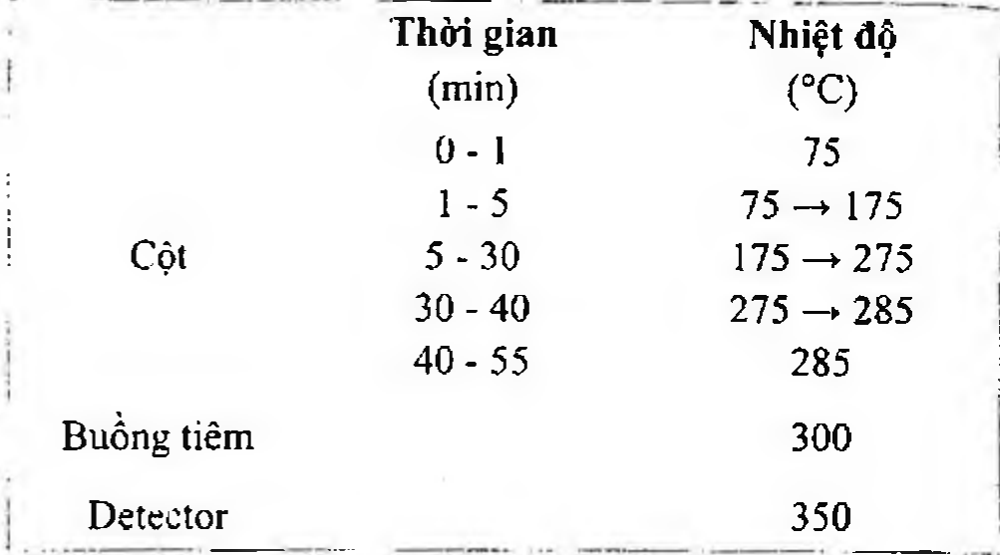 Thời gian Nhiệt độ
(min) (°C)
0 - 1 75
1 - 5 75 → 175
Cột 5 - 30 175 → 275
30 - 40 275 → 285
40 - 55 285
Buồng tiêm 300
Detector 350